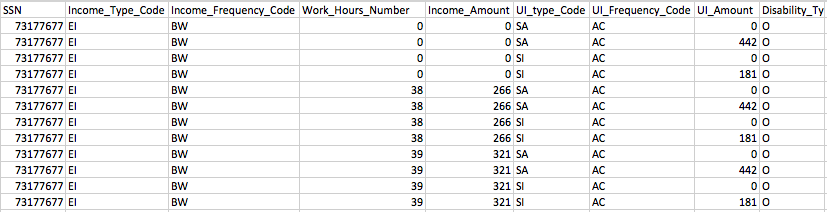 SSN Income_Type_Code Income_Frequency_Code Work_Hours_Number Income_Amount UI_type_Code UI_Frequency_Code UI_Amount Disability_Ty
73177677 EI BW 0 0 SA AC 0 O
73177677 EI BW 0 0 SA AC 442 O
73177677 EI BW 0 0 SI AC 0 O
73177677 EI BW 0 0 SI AC 181 O
73177677 EI BW 38 266 SA AC 0 O
73177677 EI BW 38 266 SA AC 442 O
73177677 EI BW 38 266 SI AC 0 O
73177677 EI BW 38 266 SI AC 181 O
73177677 EI BW 39 321 SA AC 0 O
73177677 EI BW 39 321 SA AC 442 O
73177677 EI BW 39 321 SI AC 0 O
73177677 EI BW 39 321 SI AC 181 O